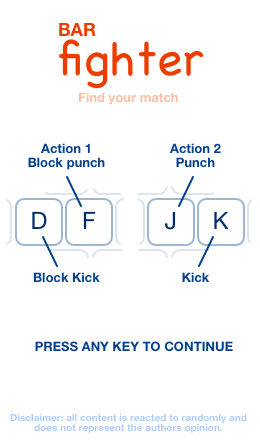 BAR
fighter
Find your match
Action 1
Block punch
Action 2
Punch
D F J K
Block Kick
Kick
PRESS ANY KEY TO CONTINUE
Disclaimer: all content is reacted to randomly and
does not represent the authors opinion.